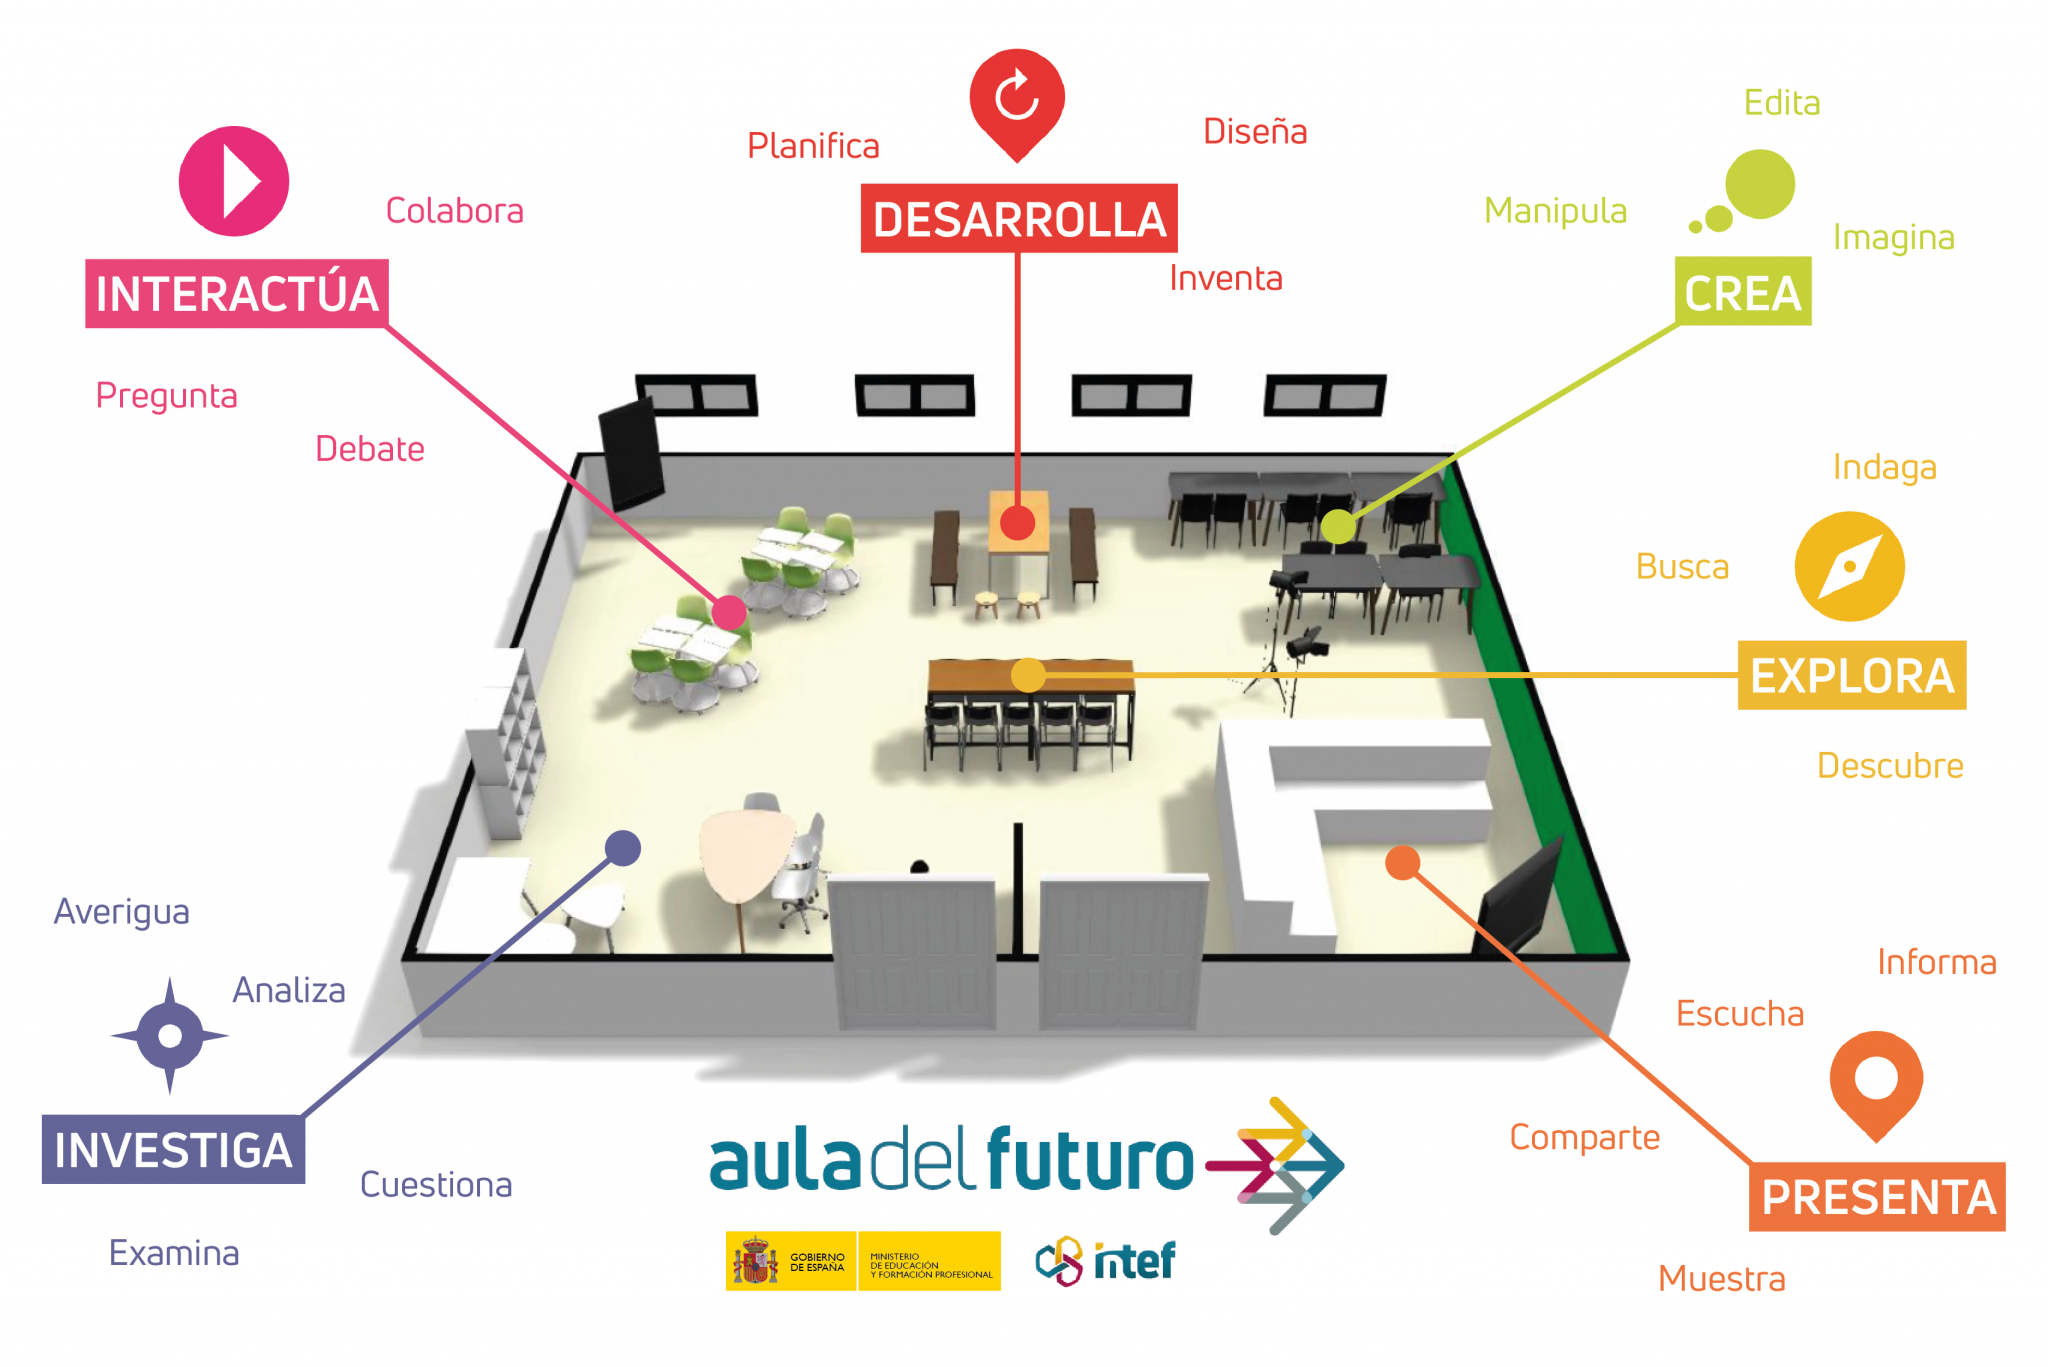 Planifica
Diseña
DESARROLLA
Inventa
Colabora
INTERACTÚA
Pregunta
Debate
Edita
Manipula
Imagina
CREA
Indaga
Busca
EXPLORA
Descubre
Averigua
Analiza
INVESTIGA
Cuestiona
Examina
Informa
Escucha
Comparte
PRESENTA
Muestra
aula del futuro
GOBIERNO
DE ESPAÑA
MINISTERIO
DE EDUCACIÓN
Y FORMACIÓN PROFESIONAL
intef